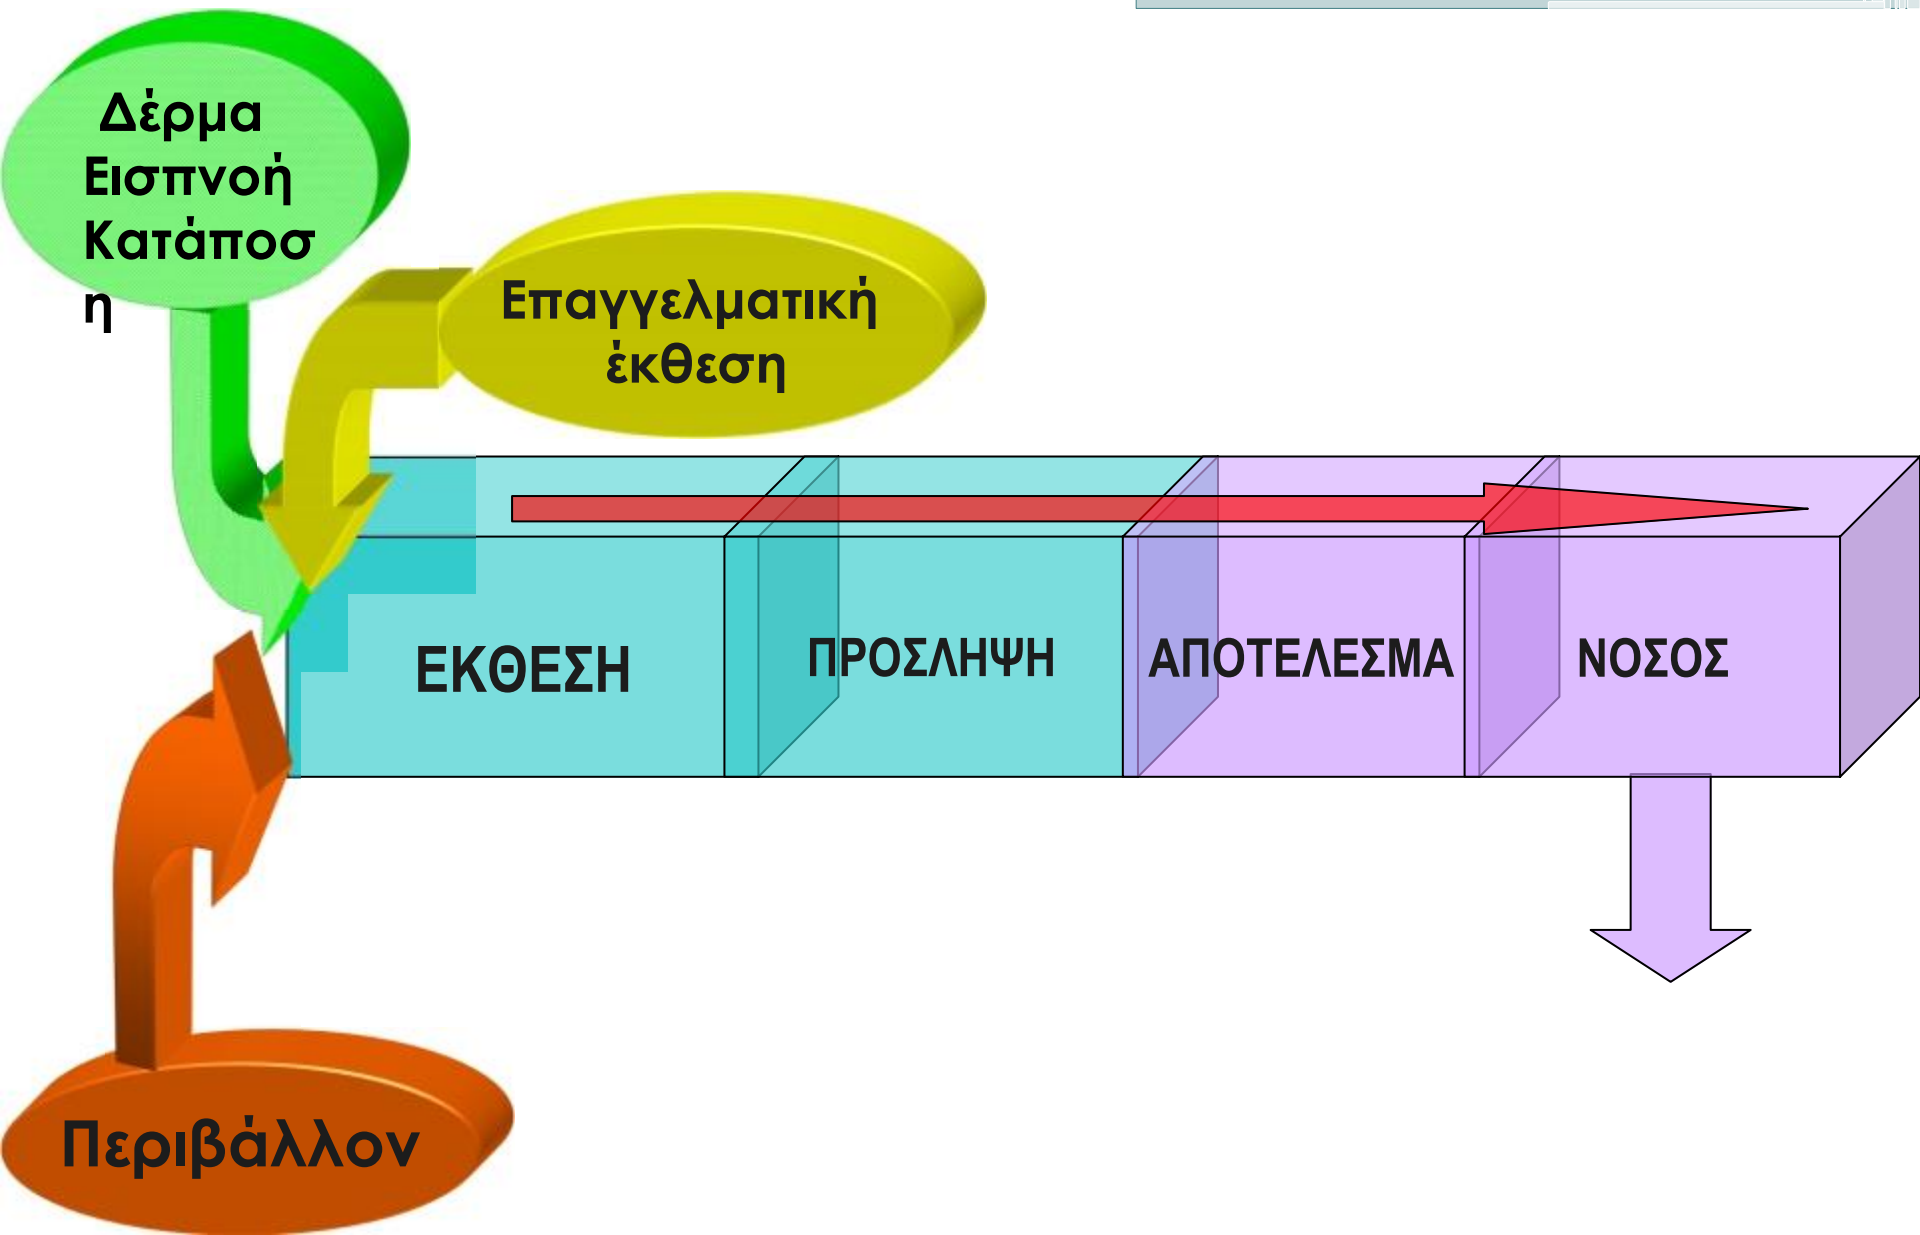 Δέρμα
Εισπνοή
Κατάποσ
η
Επαγγελματική
έκθεση
ΕΚΘΕΣΗ
ΠΡΟΣΛΗΨΗ
ΑΠΟΤΕΛΕΣΜΑ
ΝΟΣΟΣ
Περιβάλλον